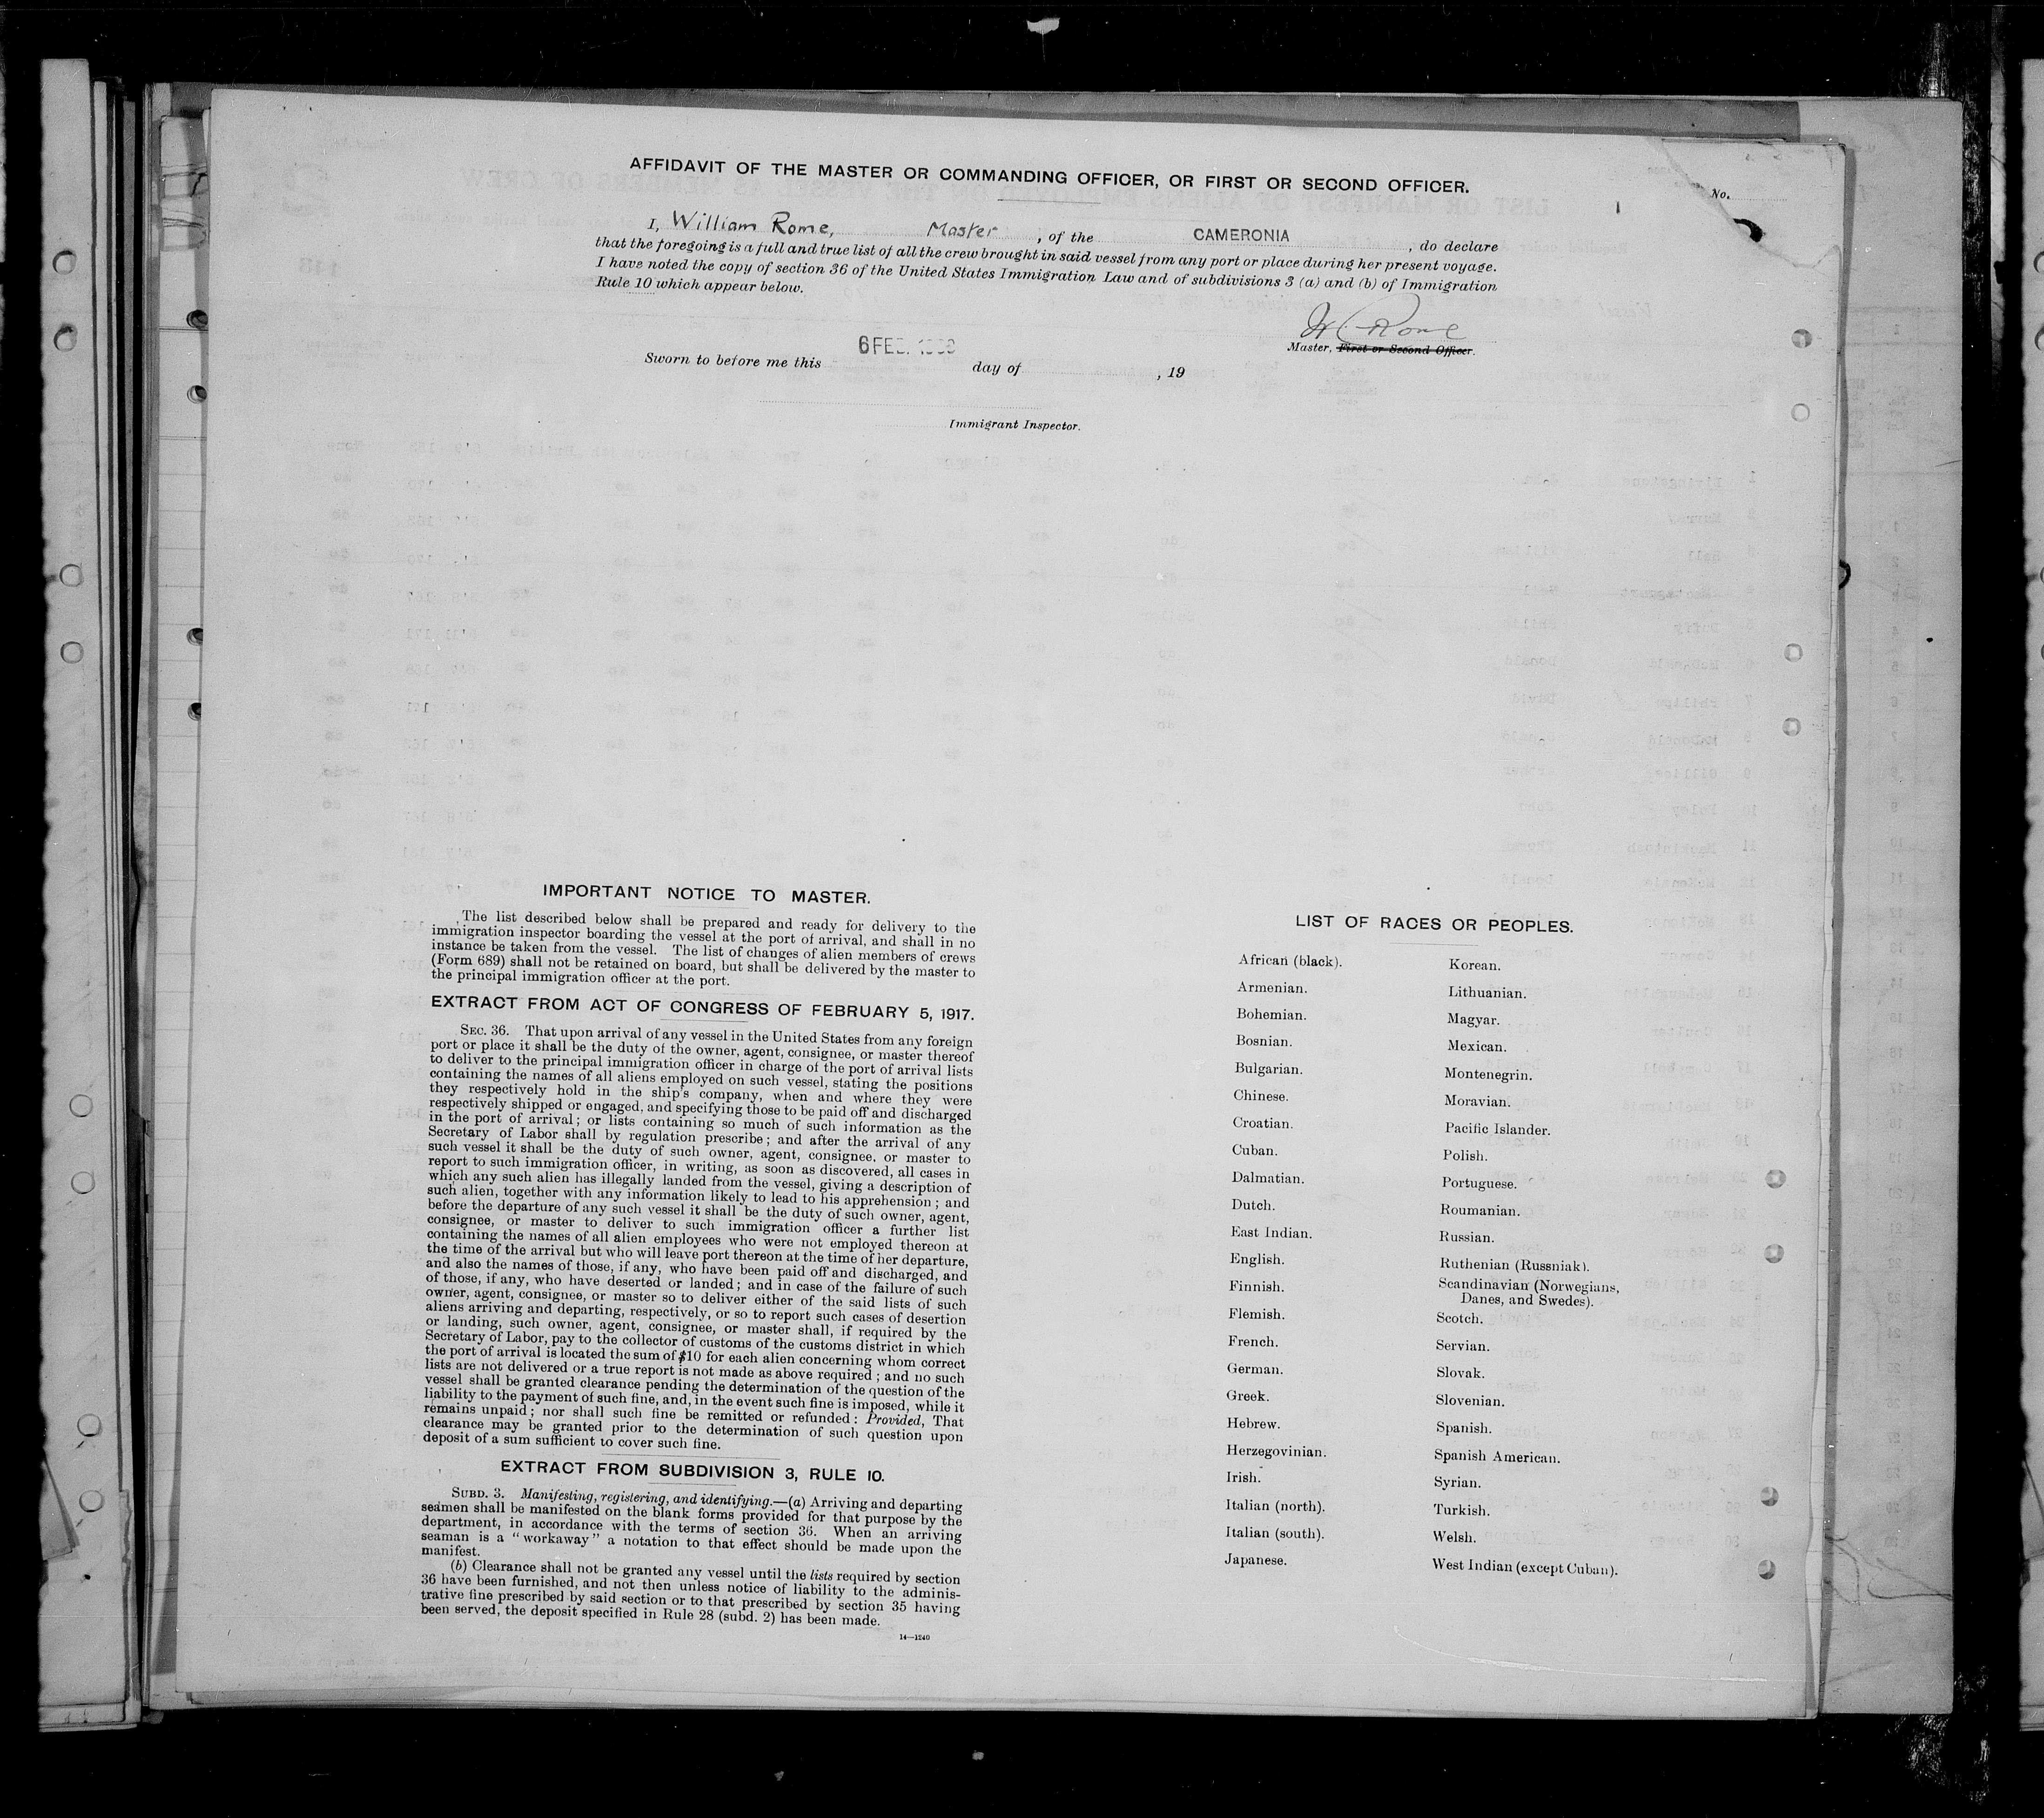 AFFIDAVIT OF THE MASTER OR COMMANDING OFFICER, OR FIRST OR SECOND OFFICER.
No.
I, William Rome, Master, of the CAMERONIA, do declare
that the foregoing is a full and true list of all the crew brought in said vessel from any port or place during her present voyage.
I have noted the copy of section 36 of the United States Immigration Law and of subdivisions 3 (a) and (b) of Immigration
Rule 10 which appear below.
W Rome
Master, First or Second Officer.
Sworn to before me this 6 FEB. day of , 19
Immigrant Inspector.
IMPORTANT NOTICE TO MASTER.
The list described below shall be prepared and ready for delivery to the
immigration inspector boarding the vessel at the port of arrival, and shall in no
instance be taken from the vessel. The list of changes of alien members of crews
(Form 689) shall not be retained on board, but shall be delivered by the master to
the principal immigration officer at the port.
EXTRACT FROM ACT OF CONGRESS OF FEBRUARY 5, 1917.
SEC. 36. That upon arrival of any vessel in the United States from any foreign
port or place it shall be the duty of the owner, agent, consignee, or master thereof
to deliver to the principal immigration officer in charge of the port of arrival lists
containing the names of all aliens employed on such vessel, stating the positions
they respectively hold in the ship's company, when and where they were
respectively shipped or engaged, and specifying those to be paid off and discharged
in the port of arrival; or lists containing so much of such information as the
Secretary of Labor shall by regulation prescribe; and after the arrival of any
such vessel it shall be the duty of such owner, agent, consignee, or master to
report to such immigration officer, in writing, as soon as discovered, all cases in
which any such alien has illegally landed from the vessel, giving a description of
such alien, together with any information likely to lead to his apprehension; and
before the departure of any such vessel it shall be the duty of such owner, agent,
consignee, or master to deliver to such immigration officer a further list
containing the names of all alien employees who were not employed thereon at
the time of the arrival but who will leave port thereon at the time of her departure,
and also the names of those, if any, who have been paid off and discharged, and
of those, if any, who have deserted or landed; and in case of the failure of such
owner, agent, consignee, or master so to deliver either of the said lists of such
aliens arriving and departing, respectively, or so to report such cases of desertion
or landing, such owner, agent, consignee, or master shall, if required by the
Secretary of Labor, pay to the collector of customs of the customs district in which
the port of arrival is located the sum of $10 for each alien concerning whom correct
lists are not delivered or a true report is not made as above required; and no such
vessel shall be granted clearance pending the determination of the question of the
liability to the payment of such fine, and, in the event such fine is imposed, while it
remains unpaid; nor shall such fine be remitted or refunded: Provided, That
clearance may be granted prior to the determination of such question upon
deposit of a sum sufficient to cover such fine.
EXTRACT FROM SUBDIVISION 3, RULE 10.
SUBD. 3. Manifesting, registering, and identifying.—(a) Arriving and departing
seamen shall be manifested on the blank forms provided for that purpose by the
department, in accordance with the terms of section 36. When an arriving
seaman is a "workaway" a notation to that effect should be made upon the
manifest.
(b) Clearance shall not be granted any vessel until the lists required by section
36 have been furnished, and not then unless notice of liability to the adminis-
trative fine prescribed by said section or to that prescribed by section 35 having
been served, the deposit specified in Rule 28 (subd. 2) has been made.
14—1240
LIST OF RACES OR PEOPLES.
African (black).
Armenian.
Bohemian.
Bosnian.
Bulgarian.
Chinese.
Croatian.
Cuban.
Dalmatian.
Dutch.
East Indian.
English.
Finnish.
Flemish.
French.
German.
Greek.
Hebrew.
Herzegovinian.
Irish.
Italian (north).
Italian (south).
Japanese.
Korean.
Lithuanian.
Magyar.
Mexican.
Montenegrin.
Moravian.
Pacific Islander.
Polish.
Portuguese.
Roumanian.
Russian.
Ruthenian (Russniak).
Scandinavian (Norwegians,
Danes, and Swedes).
Scotch.
Servian.
Slovak.
Slovenian.
Spanish.
Spanish American.
Syrian.
Turkish.
Welsh.
West Indian (except Cuban).